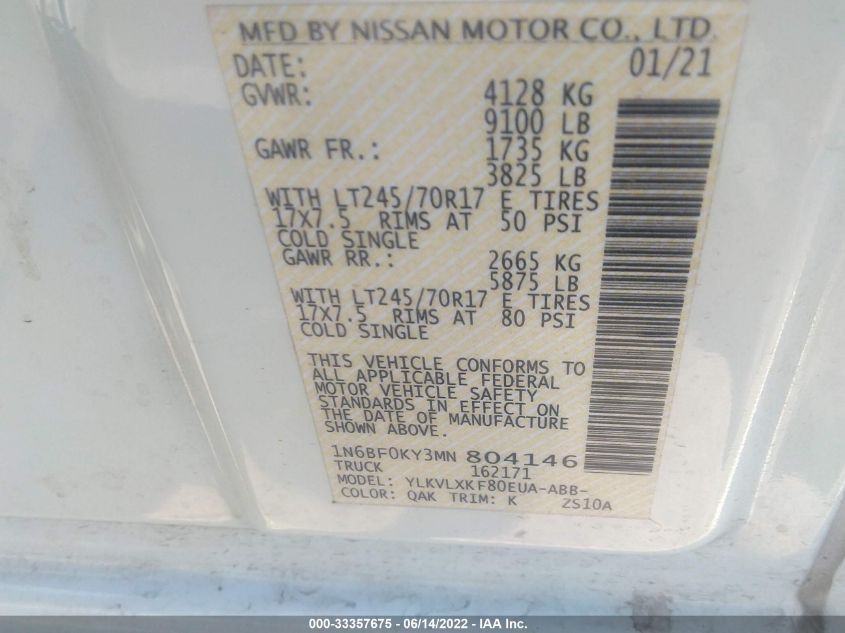 MFD BY NISSAN MOTOR CO., LTD.
DATE: 01/21
GVWR: 4128 KG
9100 LB
GAWR FR.: 1735 KG
3825 LB
WITH LT245/70R17 E TIRES
17X7.5 RIMS AT 50 PSI
COLD SINGLE
GAWR RR.: 2665 KG
5875 LB
WITH LT245/70R17 E TIRES
17X7.5 RIMS AT 80 PSI
COLD SINGLE
THIS VEHICLE CONFORMS TO
ALL APPLICABLE FEDERAL
MOTOR VEHICLE SAFETY
STANDARDS IN EFFECT ON
THE DATE OF MANUFACTURE
SHOWN ABOVE.
1N6BF0KY3MN 804146
TRUCK 162171
MODEL: YLKVLXKF80EUA-ABB-
COLOR: QAK TRIM: K ZS10A
000-33357675 - 06/14/2022 - IAA Inc.